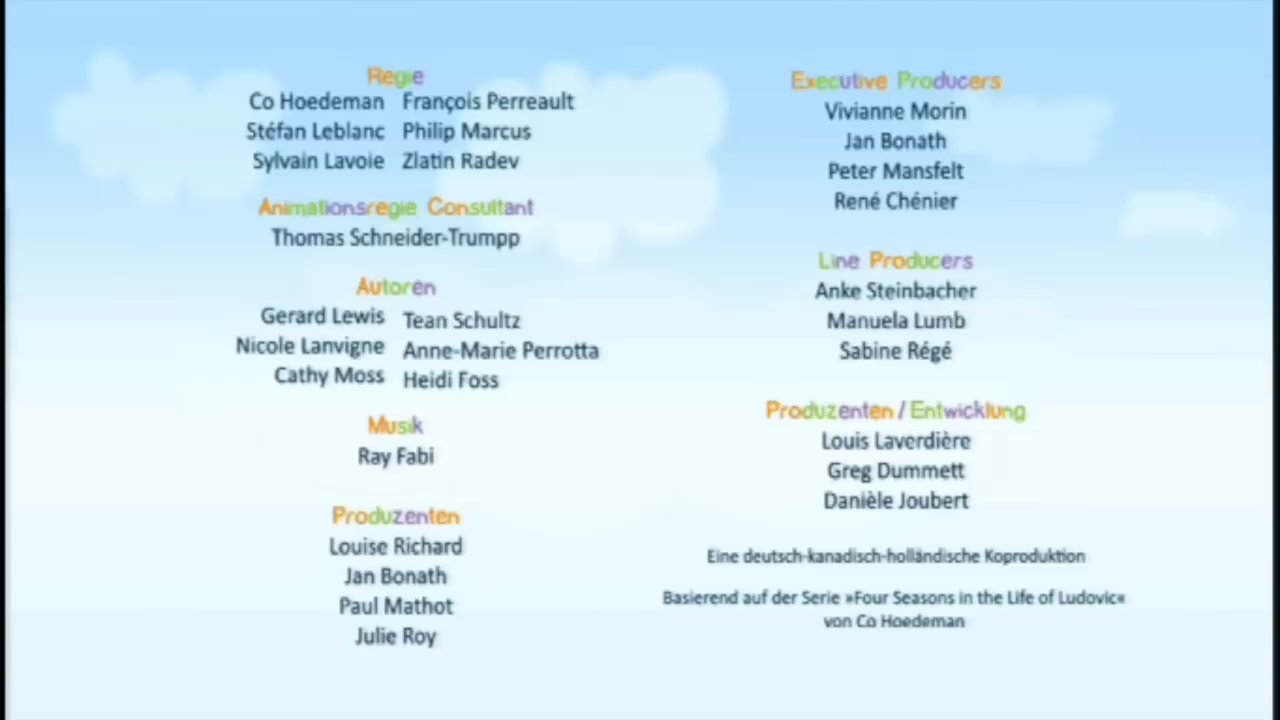 Regie
Co Hoedeman François Perreault
Stéfan Leblanc Philip Marcus
Sylvain Lavoie Zlatin Radev
Animationsregie Consultant
Thomas Schneider-Trumpp
Autoren
Gerard Lewis Tean Schultz
Nicole Lanvigne Anne-Marie Perrotta
Cathy Moss Heidi Foss
Musik
Ray Fabi
Produzenten
Louise Richard
Jan Bonath
Paul Mathot
Julie Roy
Executive Producers
Vivianne Morin
Jan Bonath
Peter Mansfelt
René Chénier
Line Producers
Anke Steinbacher
Manuela Lumb
Sabine Régé
Produzenten / Entwicklung
Louis Laverdière
Greg Dummett
Danièle Joubert
Eine deutsch-kanadisch-holländische Koproduktion
Basierend auf der Serie »Four Seasons in the Life of Ludovic«
von Co Hoedeman